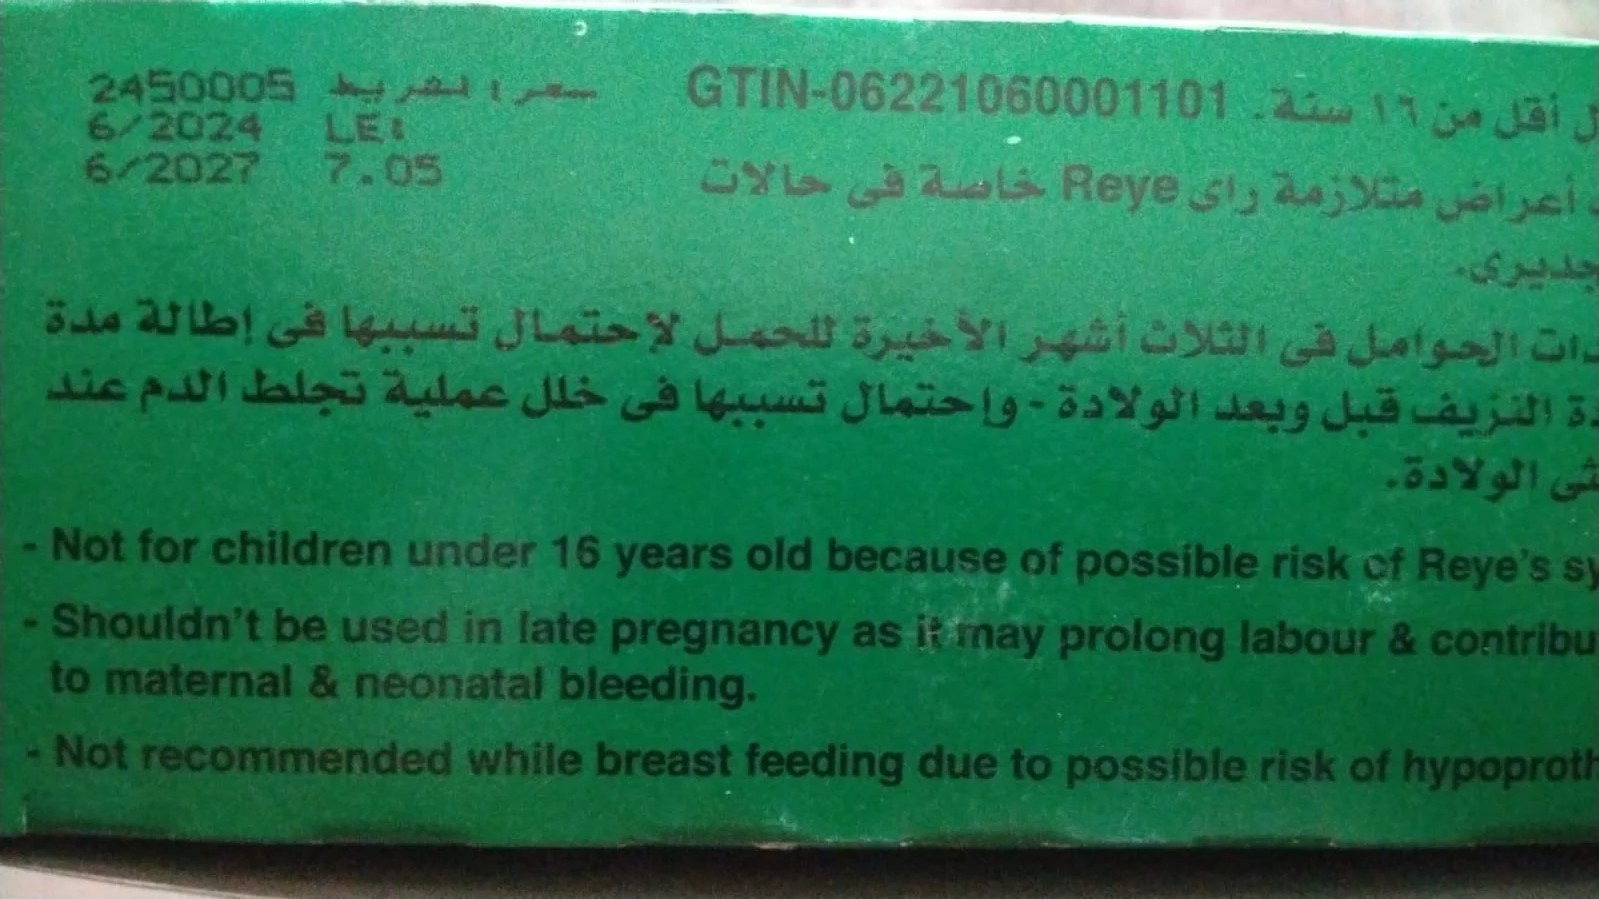 2450005 سعر الشريط
6/2024 LE:
6/2027 7.05
أقل من ١٦ سنة. GTIN-06221060001101
أعراض متلازمة راى Reye خاصة فى حالات
الحوامل فى الثلاث أشهر الأخيرة للحمل لإحتمال تسببها فى إطالة مدة
النزيف قبل وبعد الولادة - وإحتمال تسببها فى خلل عملية تجلط الدم عند
الولادة.
- Not for children under 16 years old because of possible risk of Reye's sy
- Shouldn't be used in late pregnancy as it may prolong labour & contribu
to maternal & neonatal bleeding.
- Not recommended while breast feeding due to possible risk of hypoproth